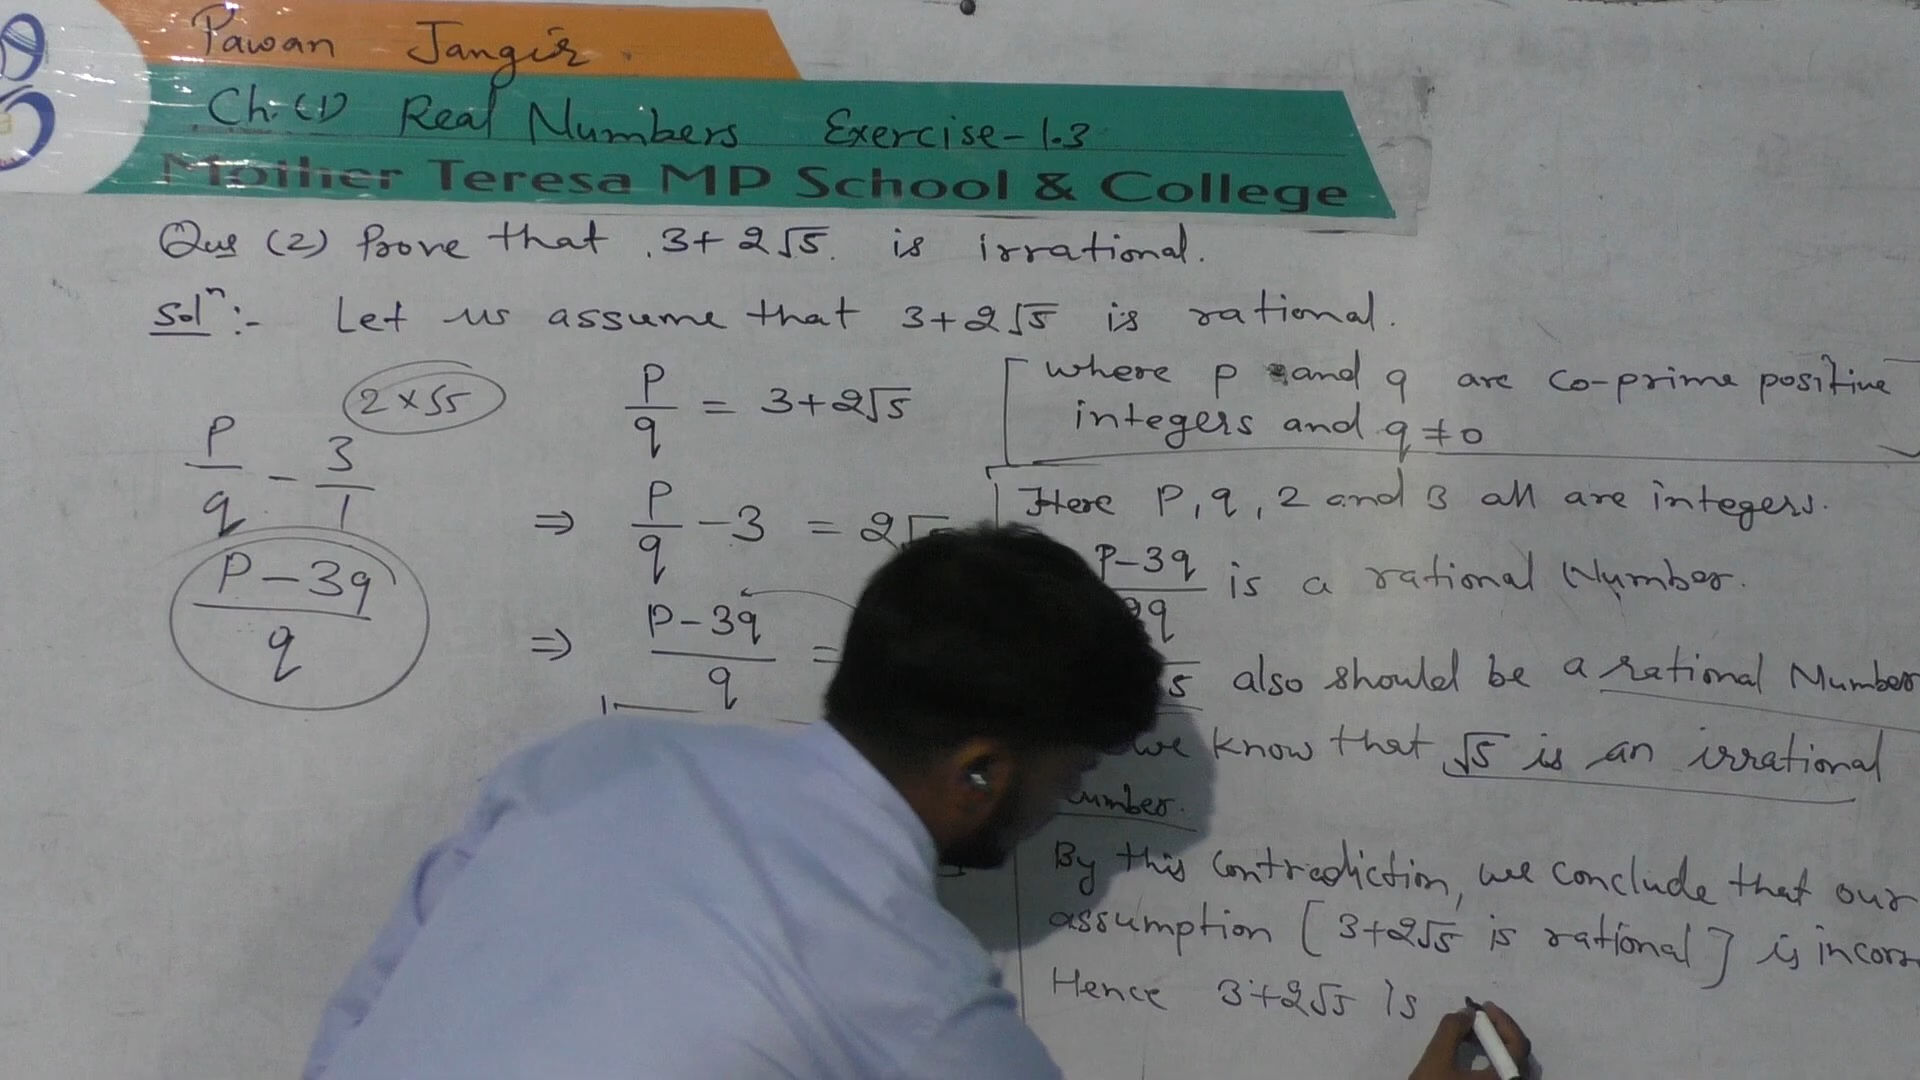 Pawan Jangir.
Ch. (1) Real Numbers Exercise-1.3
Mother Teresa MP School & College
Que (2) Prove that 3+2√5 is irrational.
Solⁿ:- Let us assume that 3+2√5 is rational.
2×√5
P/q - 3/1
P-3q/q
P/q = 3+2√5
⇒ P/q - 3 = 2√
⇒ P-3q/q =
[where p and q are co-prime positive
integers and q≠0]
Here P, q, 2 and 3 all are integers.
P-3q/2q is a rational Number.
5 also should be a rational Number
we know that √5 is an irrational
umber.
By this contradiction, we conclude that our
assumption [3+2√5 is rational] is incorr
Hence 3+2√5 is